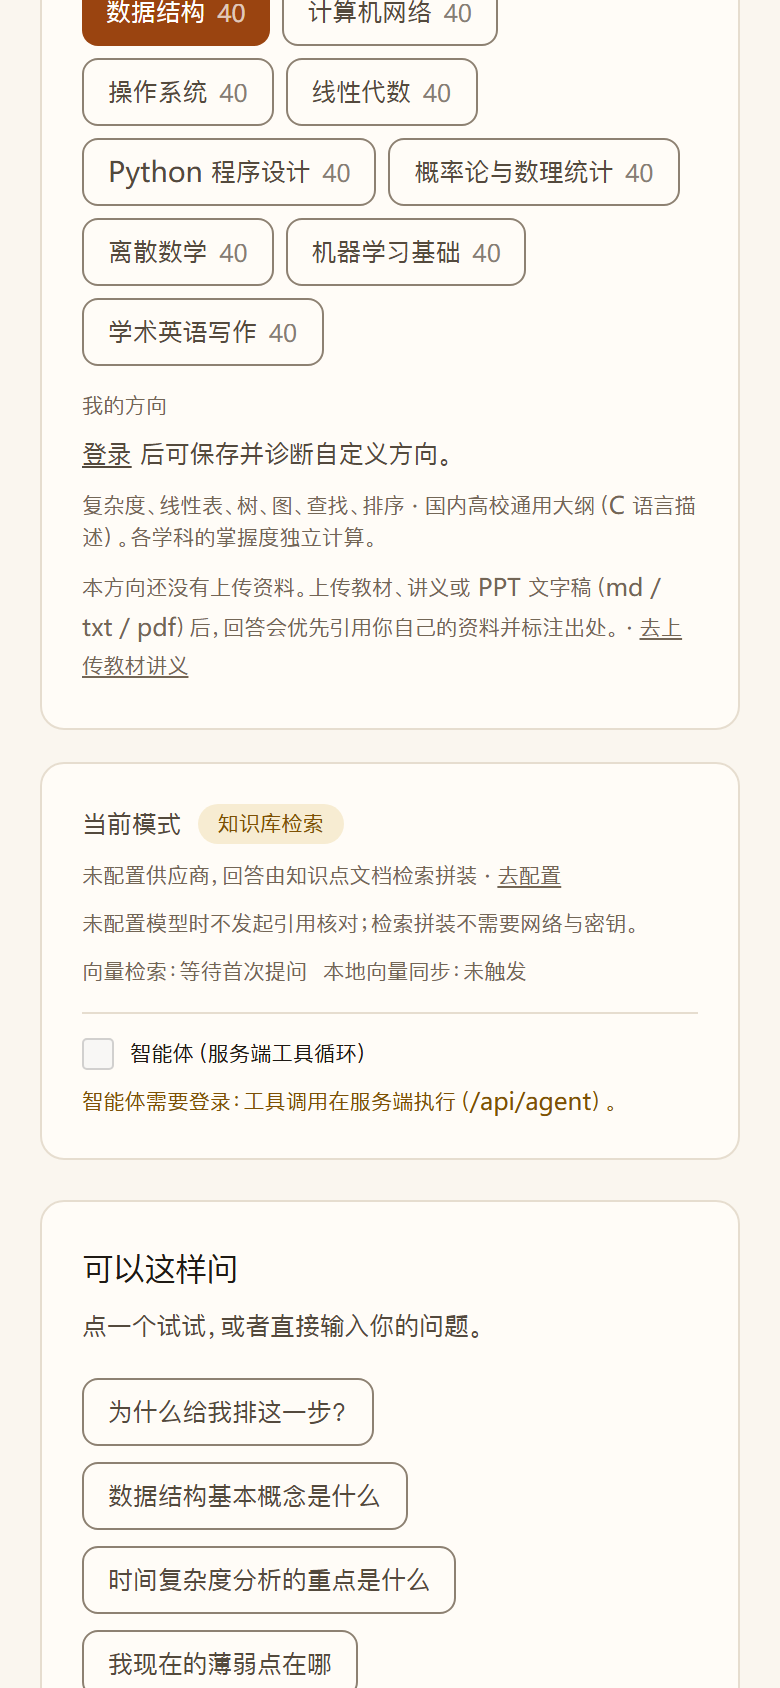 数据结构 40 计算机网络 40
操作系统 40 线性代数 40
Python 程序设计 40 概率论与数理统计 40
离散数学 40 机器学习基础 40
学术英语写作 40
我的方向
登录 后可保存并诊断自定义方向。
复杂度、线性表、树、图、查找、排序 · 国内高校通用大纲 (C 语言描
述) 。各学科的掌握度独立计算。
本方向还没有上传资料。上传教材、讲义或 PPT 文字稿 (md /
txt / pdf) 后, 回答会优先引用你自己的资料并标注出处。 · 去上
传教材讲义
当前模式 知识库检索
未配置供应商, 回答由知识点文档检索拼装 · 去配置
未配置模型时不发起引用核对; 检索拼装不需要网络与密钥。
向量检索: 等待首次提问 本地向量同步: 未触发
智能体 (服务端工具循环)
智能体需要登录: 工具调用在服务端执行 (/api/agent) 。
可以这样问
点一个试试, 或者直接输入你的问题。
为什么给我排这一步?
数据结构基本概念是什么
时间复杂度分析的重点是什么
我现在的薄弱点在哪